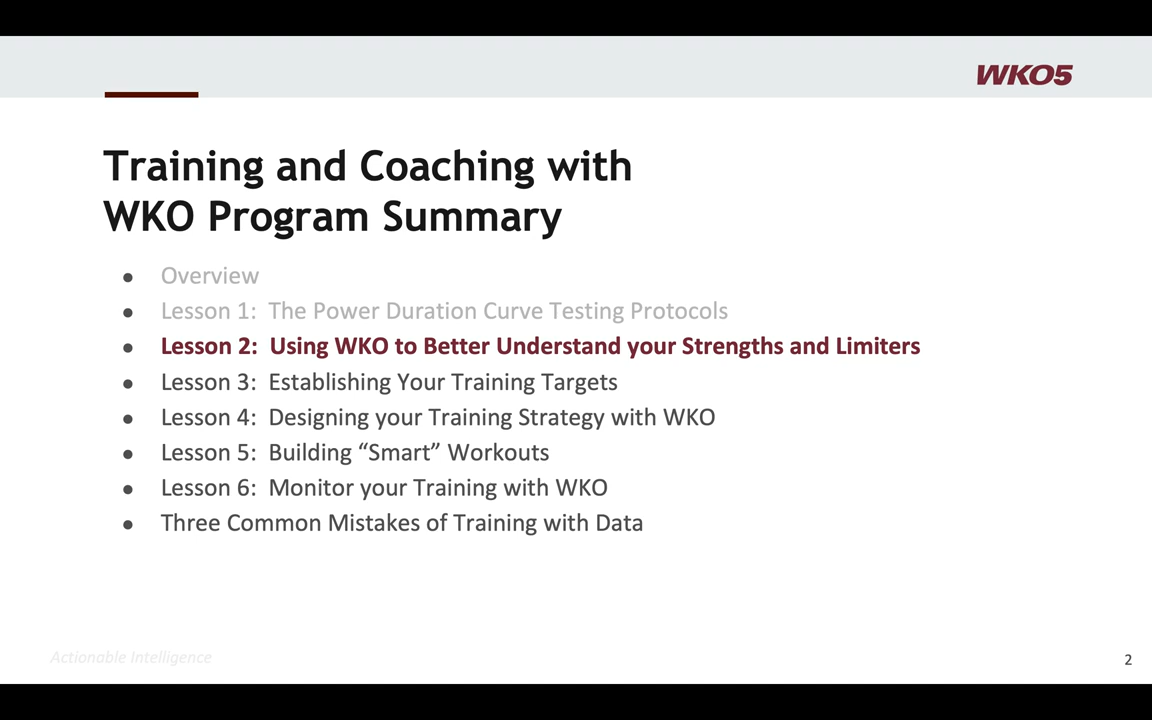 WKO5
Training and Coaching with
WKO Program Summary
● Overview
● Lesson 1: The Power Duration Curve Testing Protocols
● Lesson 2: Using WKO to Better Understand your Strengths and Limiters
● Lesson 3: Establishing Your Training Targets
● Lesson 4: Designing your Training Strategy with WKO
● Lesson 5: Building “Smart” Workouts
● Lesson 6: Monitor your Training with WKO
● Three Common Mistakes of Training with Data
Actionable Intelligence
2